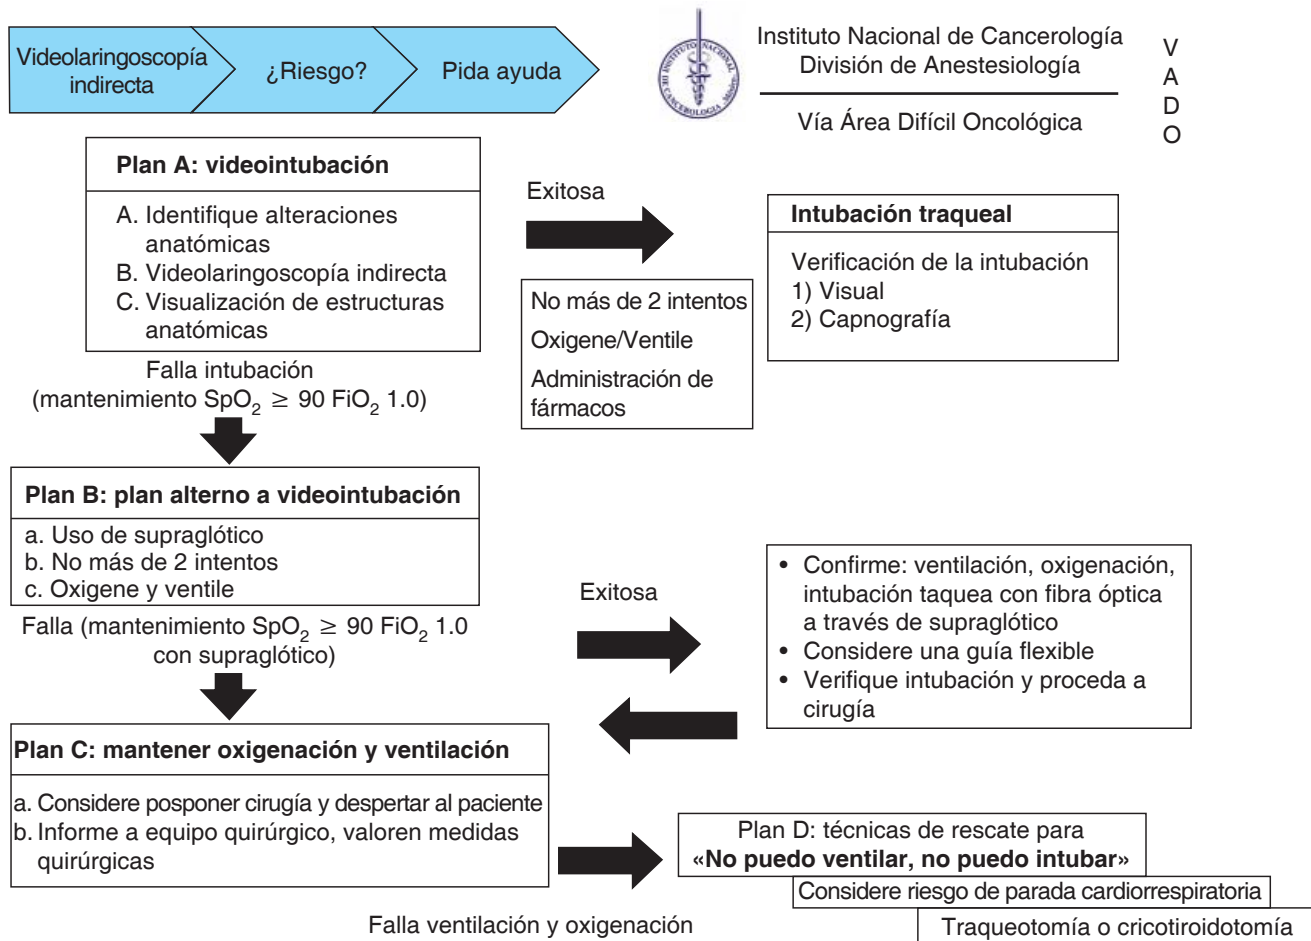 Videolaringoscopía
indirecta
¿Riesgo?
Pida ayuda
INSTITUTO NACIONAL
DE CANCEROLOGIA
Instituto Nacional de Cancerología
División de Anestesiología
Vía Área Difícil Oncológica
V
A
D
O
Plan A: videointubación
A. Identifique alteraciones
anatómicas
B. Videolaringoscopía indirecta
C. Visualización de estructuras
anatómicas
Exitosa
No más de 2 intentos
Oxigene/Ventile
Administración de
fármacos
Intubación traqueal
Verificación de la intubación
1) Visual
2) Capnografía
Falla intubación
(mantenimiento SpO₂ ≥ 90 FiO₂ 1.0)
Plan B: plan alterno a videointubación
a. Uso de supraglótico
b. No más de 2 intentos
c. Oxigene y ventile
Falla (mantenimiento SpO₂ ≥ 90 FiO₂ 1.0
con supraglótico)
Exitosa
• Confirme: ventilación, oxigenación,
intubación taquea con fibra óptica
a través de supraglótico
• Considere una guía flexible
• Verifique intubación y proceda a
cirugía
Plan C: mantener oxigenación y ventilación
a. Considere posponer cirugía y despertar al paciente
b. Informe a equipo quirúrgico, valoren medidas
quirúrgicas
Falla ventilación y oxigenación
Plan D: técnicas de rescate para
«No puedo ventilar, no puedo intubar»
Considere riesgo de parada cardiorrespiratoria
Traqueotomía o cricotiroidotomía